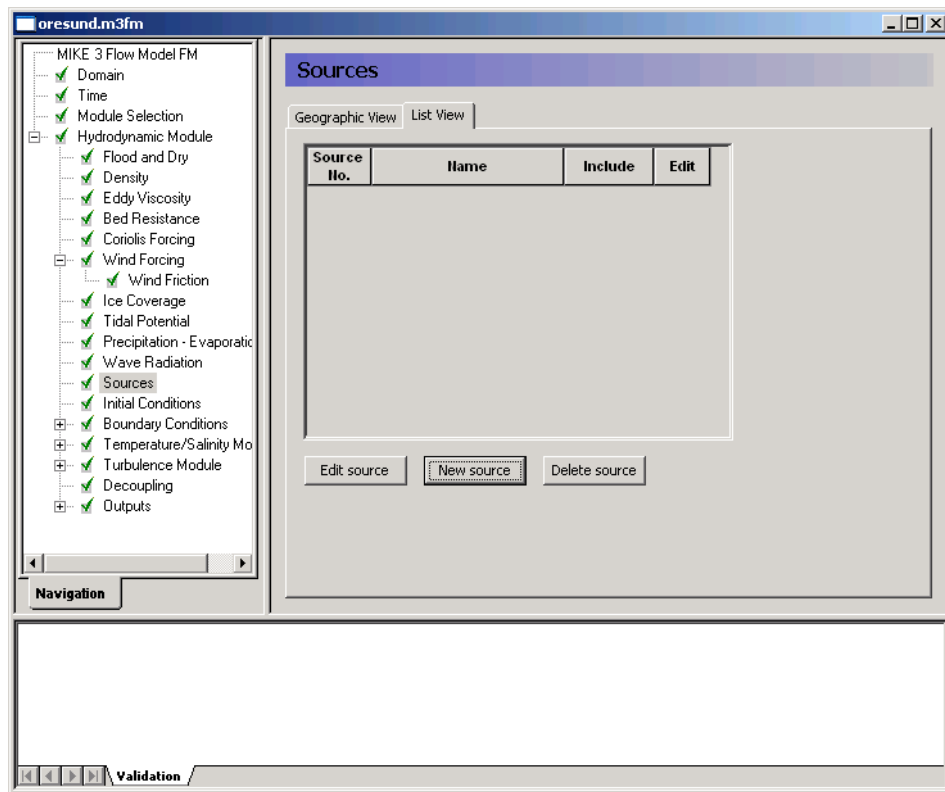 oresund.m3fm
MIKE 3 Flow Model FM
Domain
Time
Module Selection
Hydrodynamic Module
Flood and Dry
Density
Eddy Viscosity
Bed Resistance
Coriolis Forcing
Wind Forcing
Wind Friction
Ice Coverage
Tidal Potential
Precipitation - Evaporatic
Wave Radiation
Sources
Initial Conditions
Boundary Conditions
Temperature/Salinity Mo
Turbulence Module
Decoupling
Outputs
Navigation
Sources
Geographic View
List View
Source No.
Name
Include
Edit
Edit source
New source
Delete source
Validation